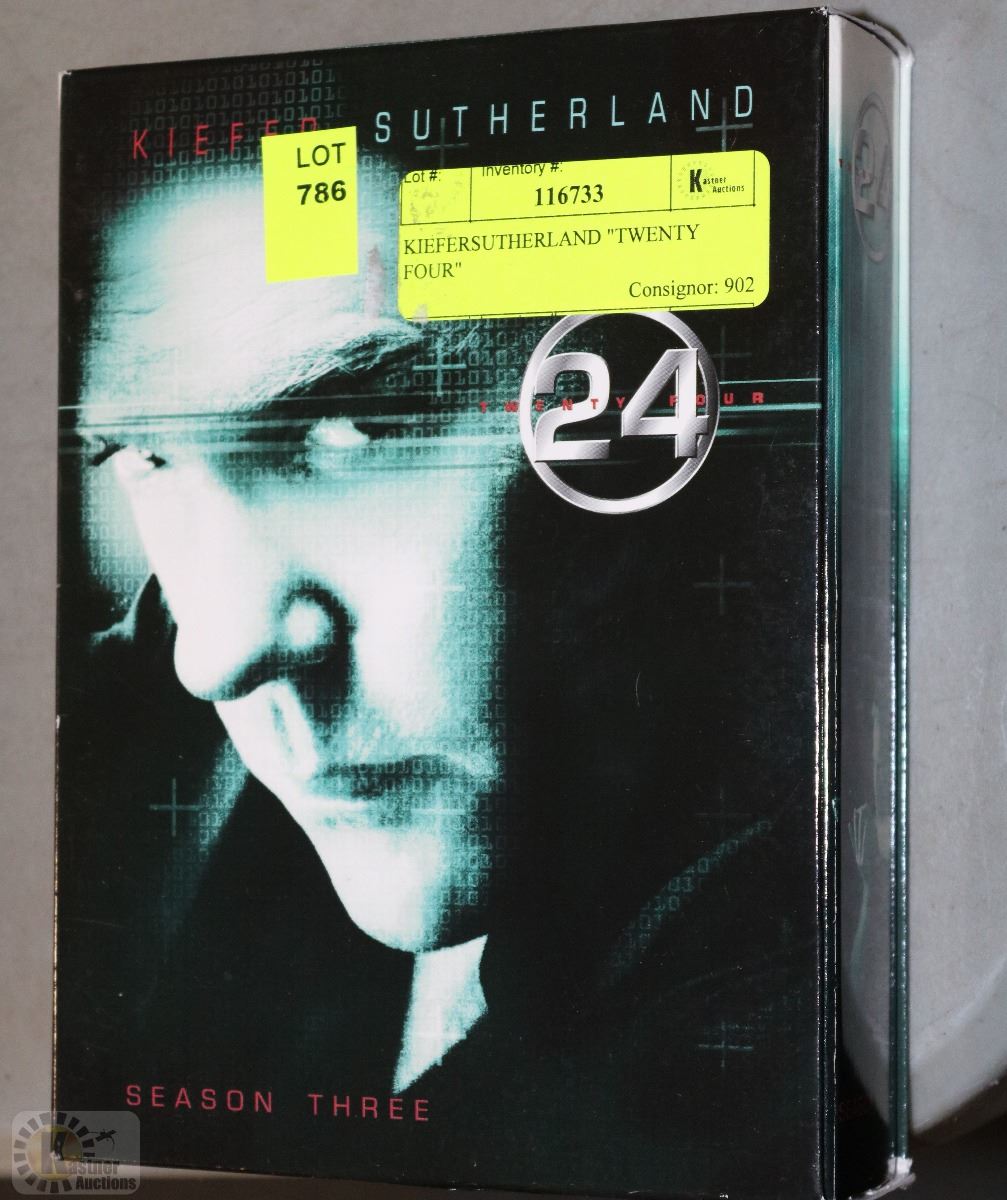 KIEFER SUTHERLAND
LOT
786
Lot #:
Inventory #:
116733
Kastner
Auctions
KIEFERSUTHERLAND "TWENTY
FOUR"
Consignor: 902
24
TWENTY FOUR
24
SEASON THREE
Kastner
Auctions